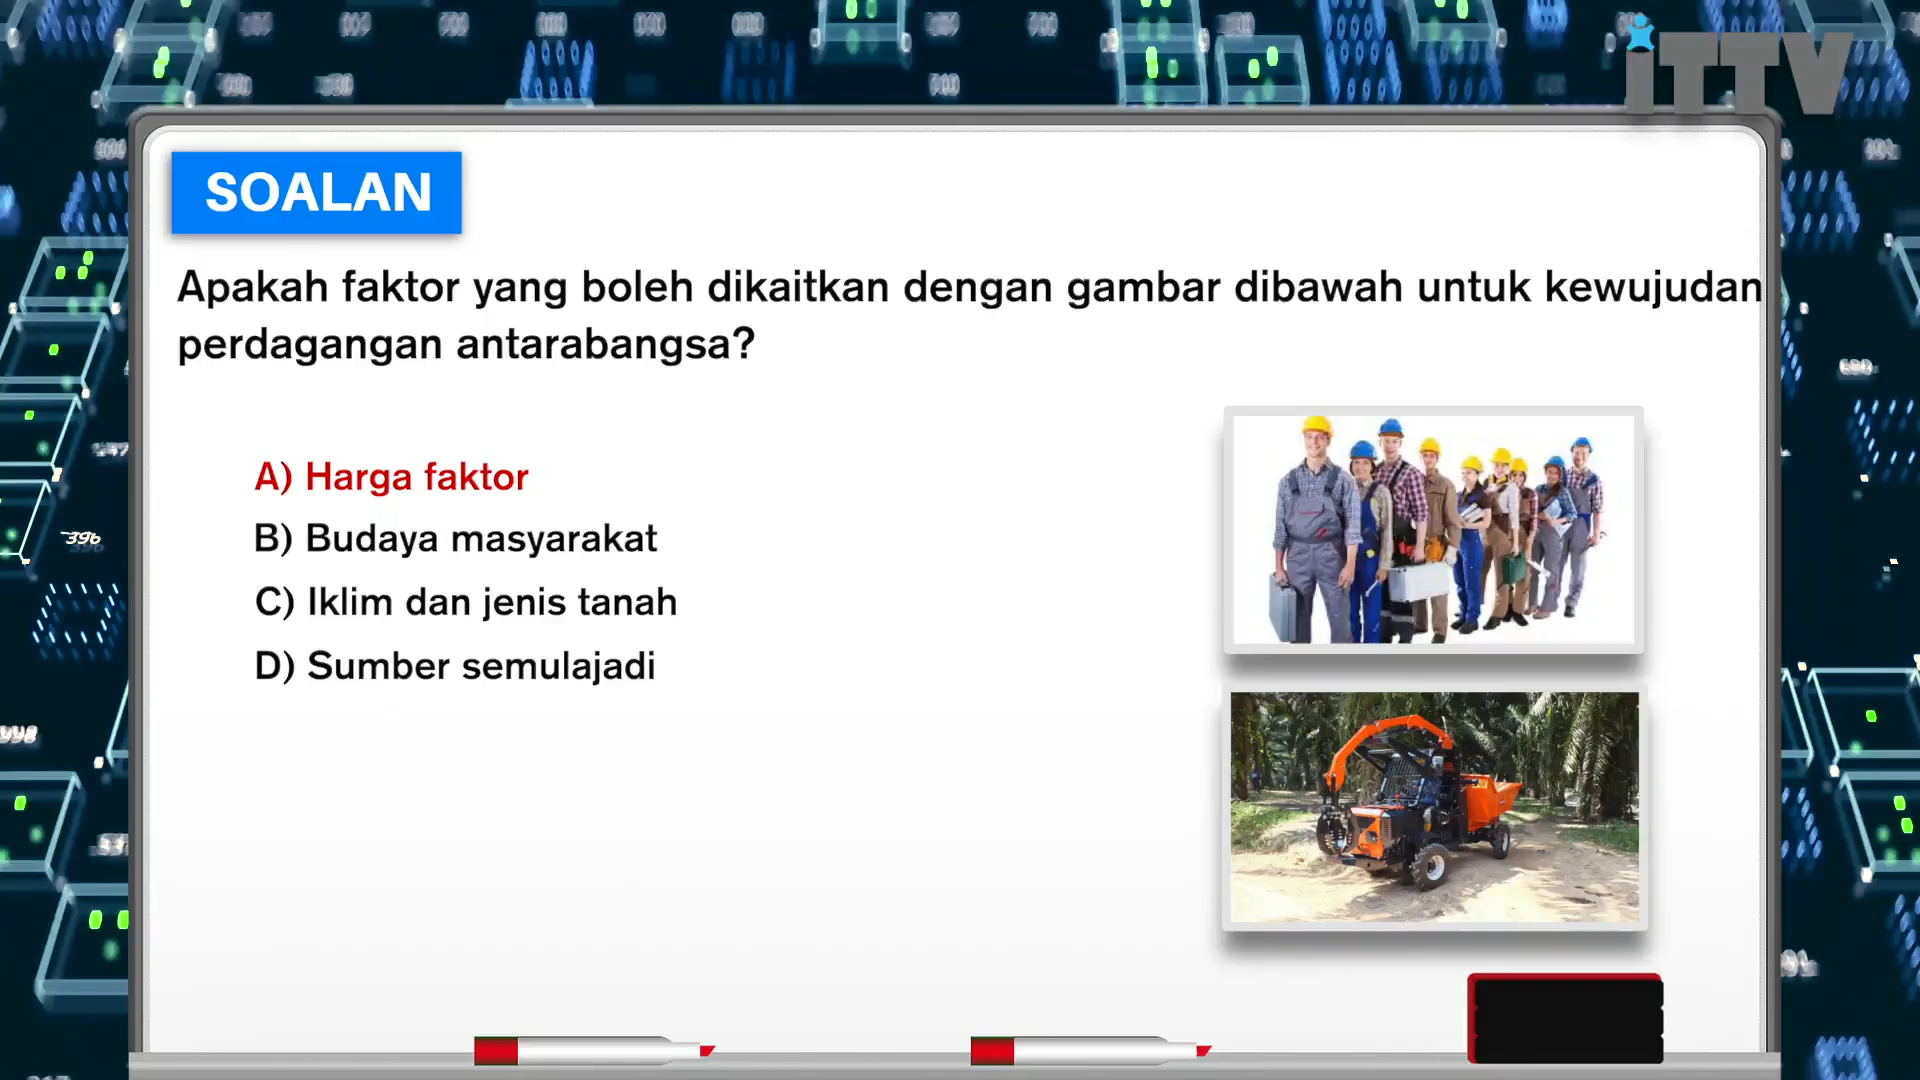 iTTV
SOALAN
Apakah faktor yang boleh dikaitkan dengan gambar dibawah untuk kewujudan
perdagangan antarabangsa?
A) Harga faktor
B) Budaya masyarakat
C) Iklim dan jenis tanah
D) Sumber semulajadi
396